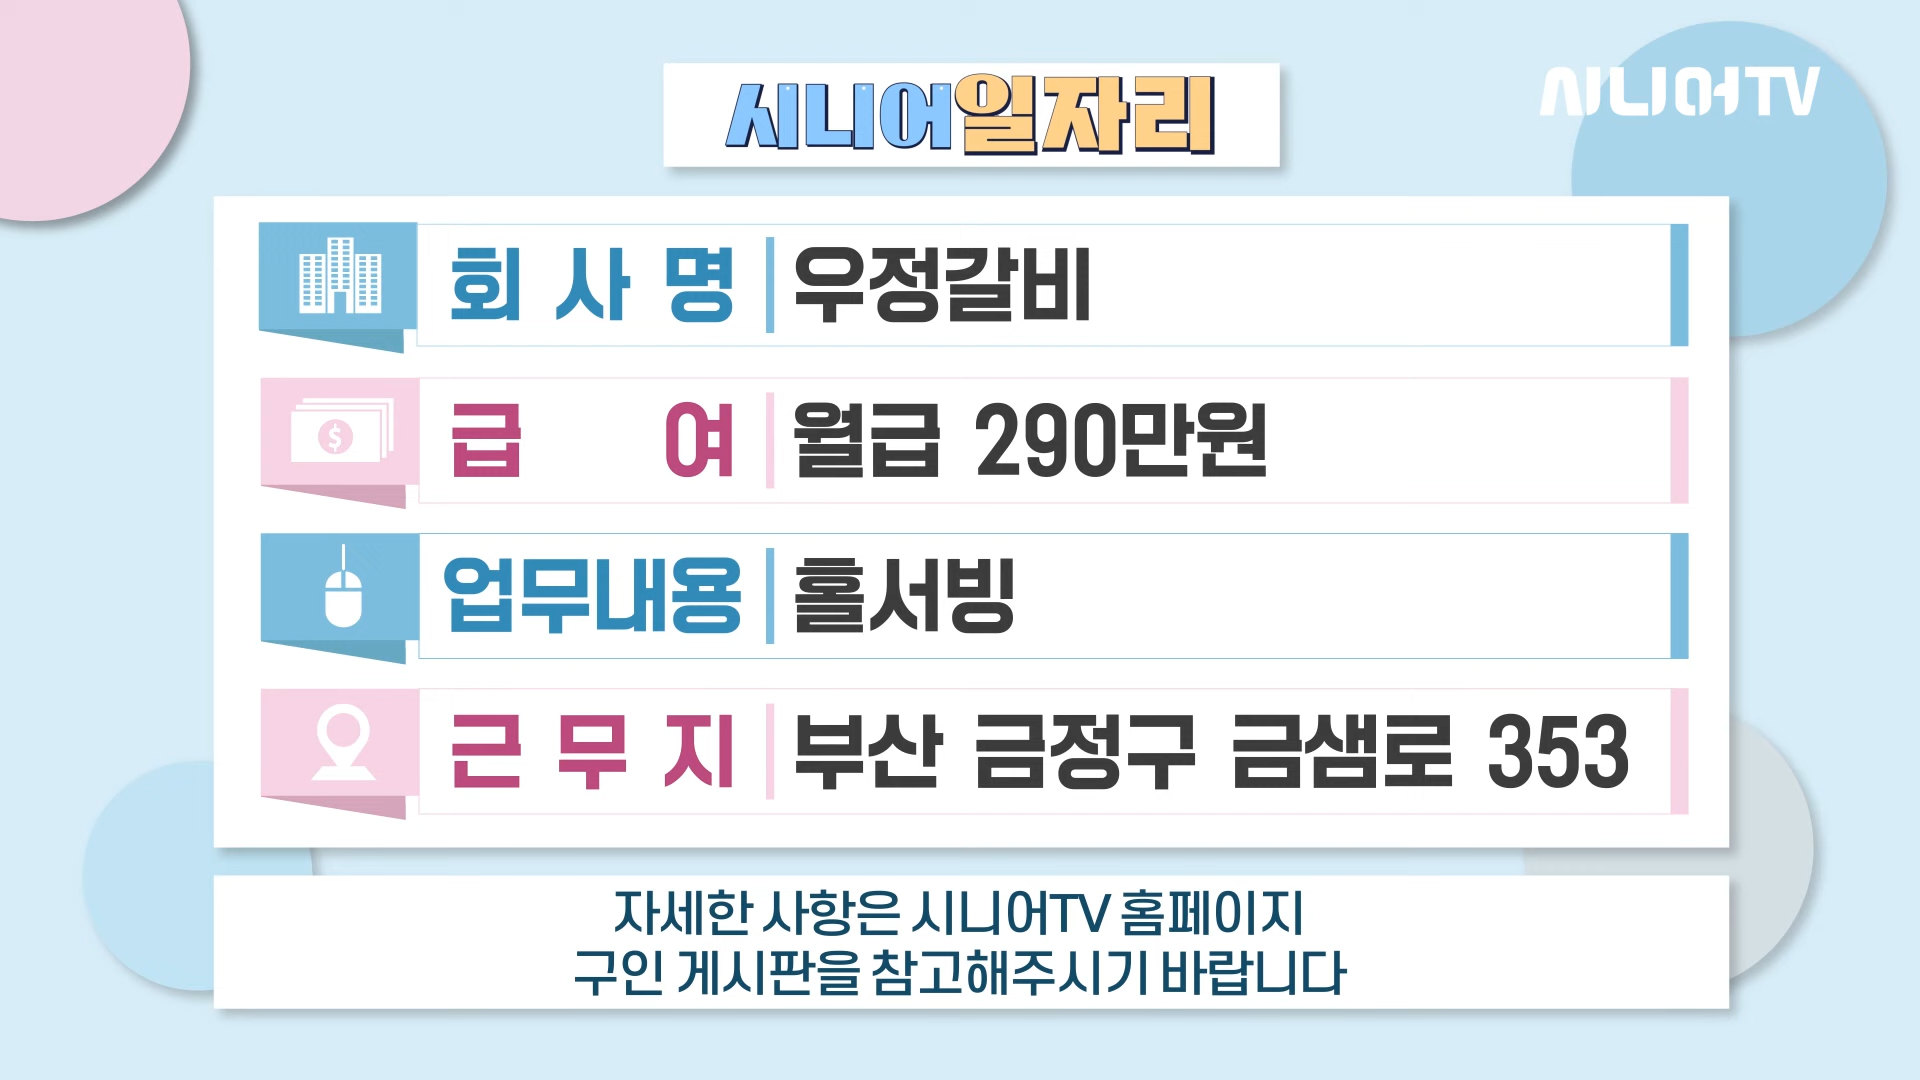 시니어일자리
시니어TV
회사명 우정갈비
급여 월급 290만원
업무내용 홀서빙
근무지 부산 금정구 금샘로 353
자세한 사항은 시니어TV 홈페이지
구인 게시판을 참고해주시기 바랍니다